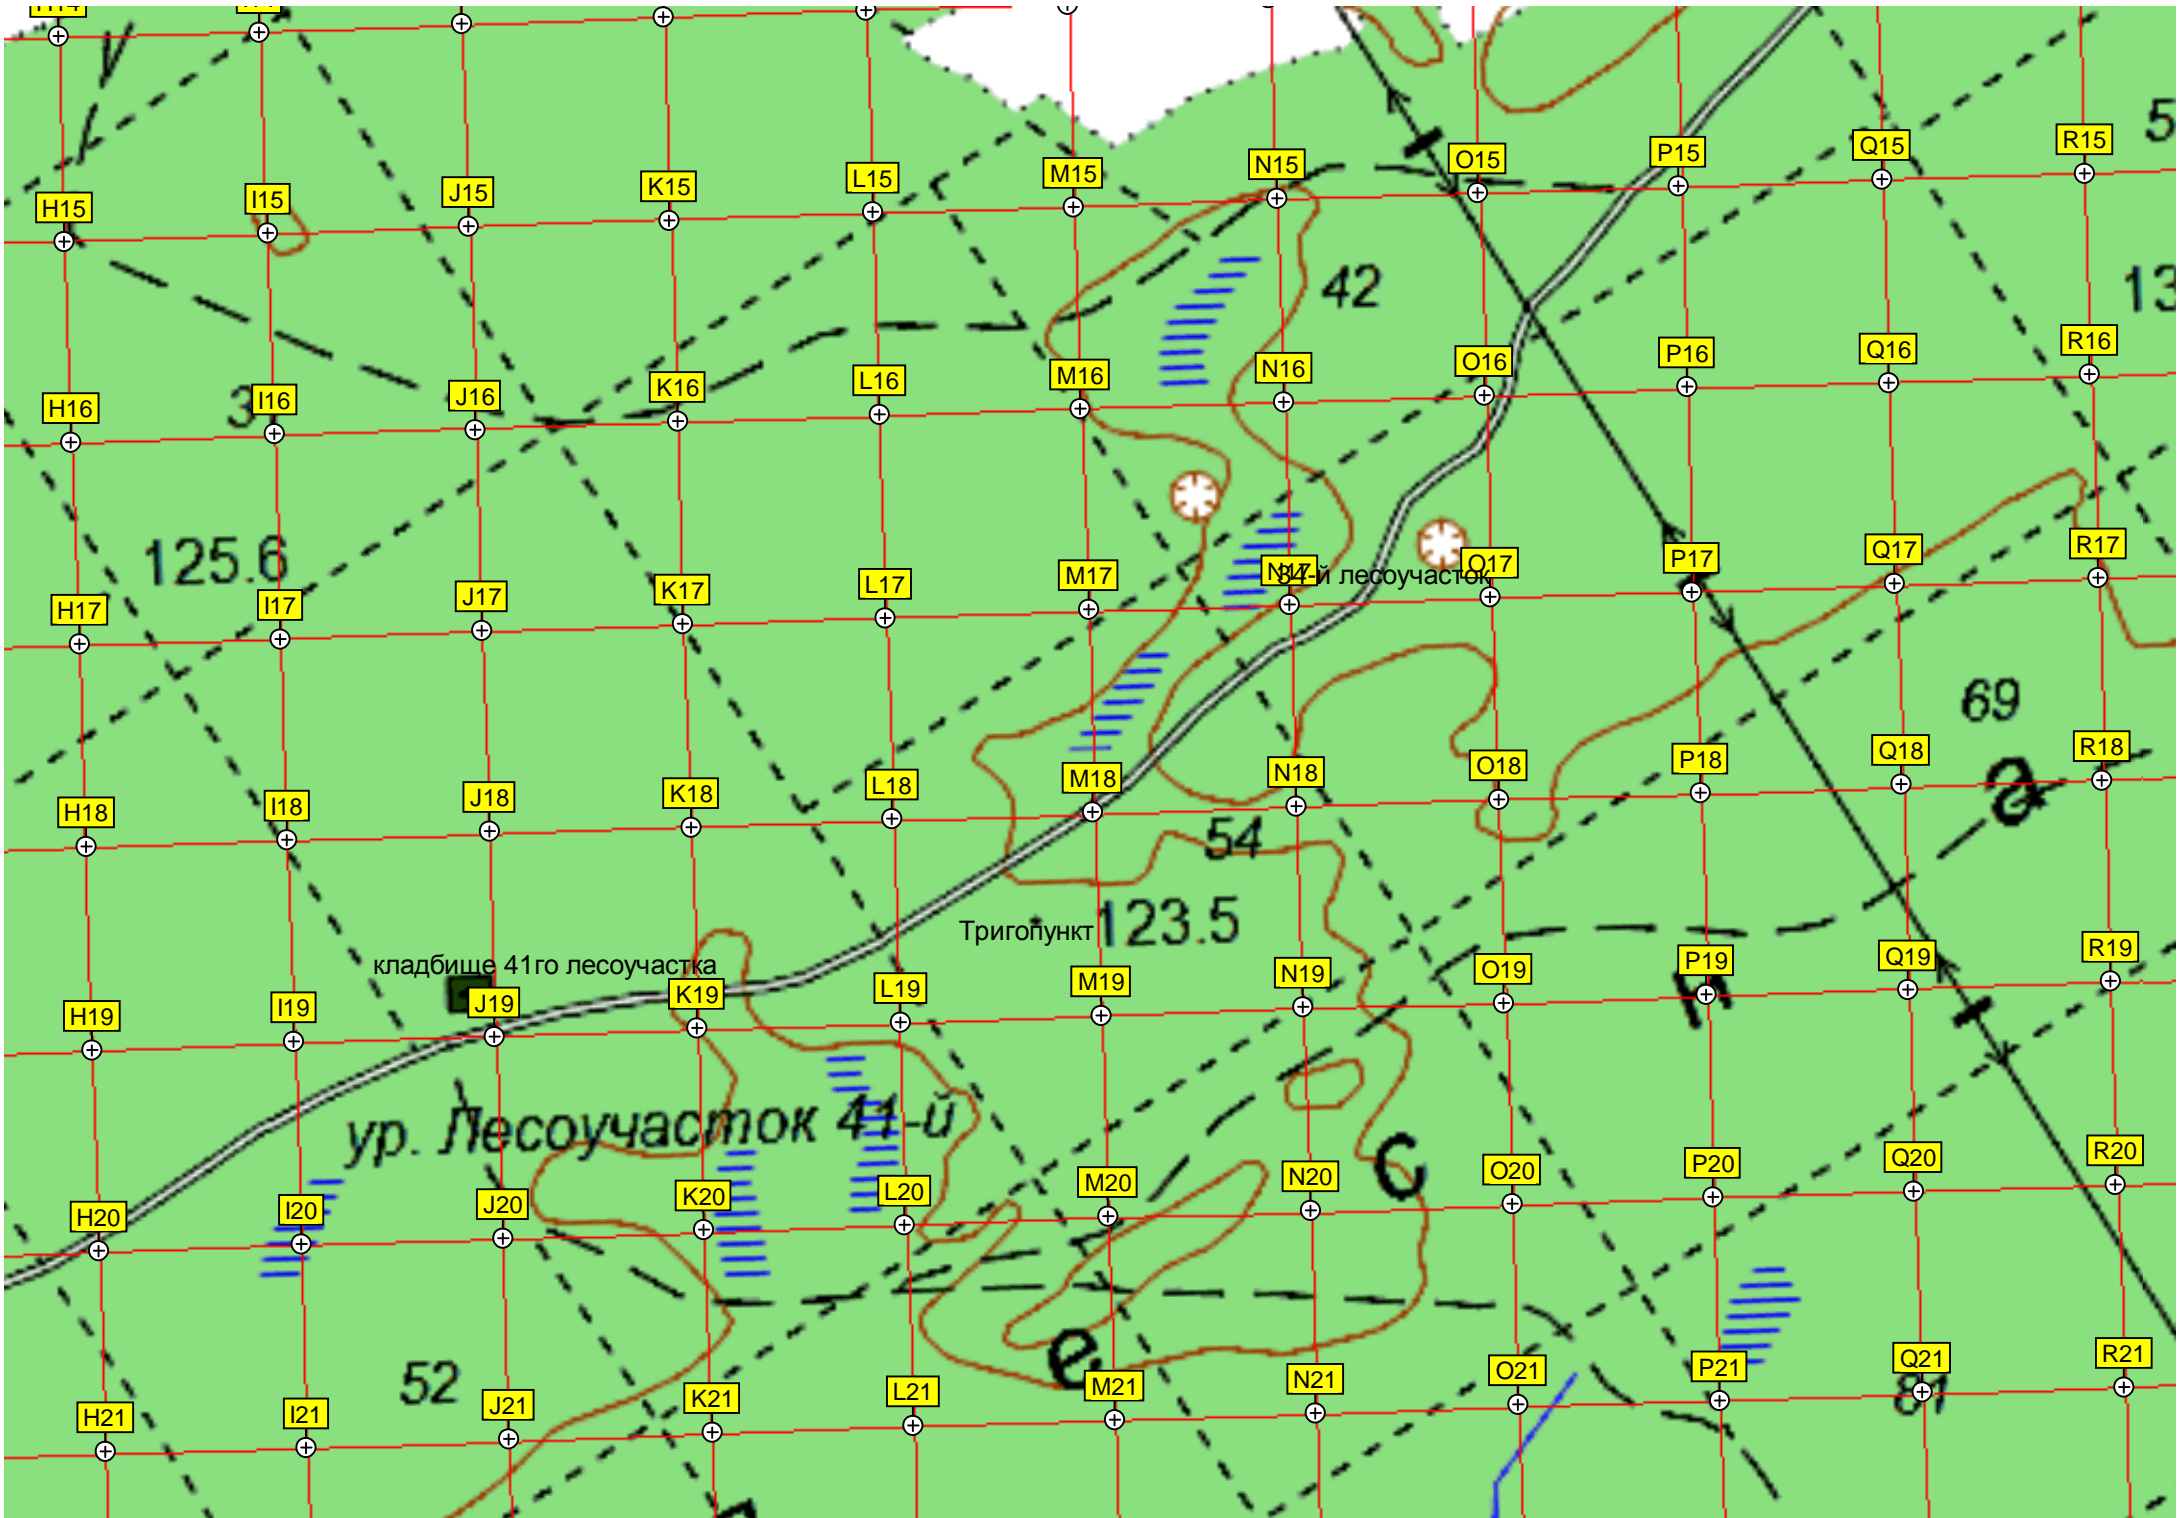 H15 I15 J15 K15 L15 M15 N15 O15 P15 Q15 R15
42
H16 I16 J16 K16 L16 M16 N16 O16 P16 Q16 R16
125.6
34-й лесоучасток
H17 I17 J17 K17 L17 M17 N17 O17 P17 Q17 R17
69
H18 I18 J18 K18 L18 M18 N18 O18 P18 Q18 R18
а
54
Тригопункт 123.5
кладбище 41го лесоучастка
H19 I19 J19 K19 L19 M19 N19 O19 P19 Q19 R19
ур. Лесоучасток 41-й
с
H20 I20 J20 K20 L20 M20 N20 O20 P20 Q20 R20
е
52
81
H21 I21 J21 K21 L21 M21 N21 O21 P21 Q21 R21